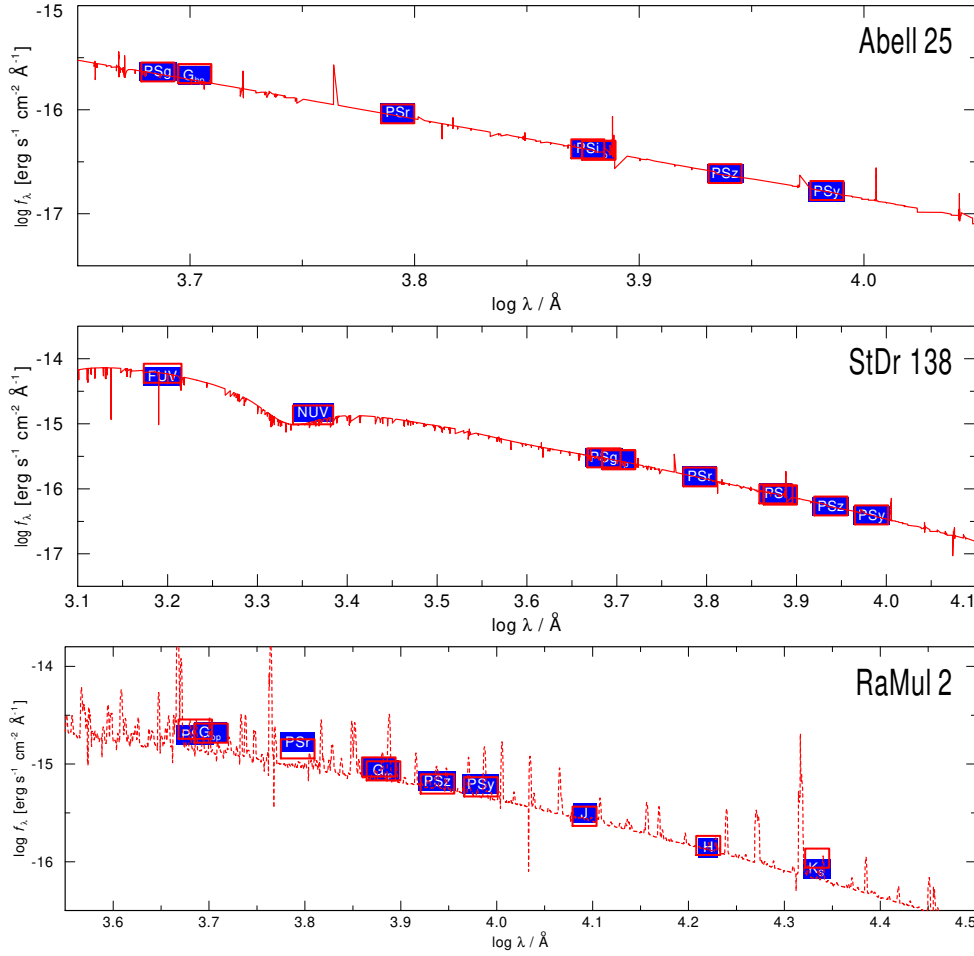 Abell 25
-15
-16
-17
log fλ [erg s⁻¹ cm⁻² Å⁻¹]
PSg
PSr
PSi
PSz
PSy
3.7 3.8 3.9 4.0
log λ / Å
StDr 138
-14
-15
-16
-17
log fλ [erg s⁻¹ cm⁻² Å⁻¹]
FUV
NUV
PSg
PSr
PSz
PSy
3.1 3.2 3.3 3.4 3.5 3.6 3.7 3.8 3.9 4.0 4.1
log λ / Å
RaMul 2
-14
-15
-16
log fλ [erg s⁻¹ cm⁻² Å⁻¹]
PSr
PSz
PSy
J
H
3.6 3.7 3.8 3.9 4.0 4.1 4.2 4.3 4.4 4.5
log λ / Å